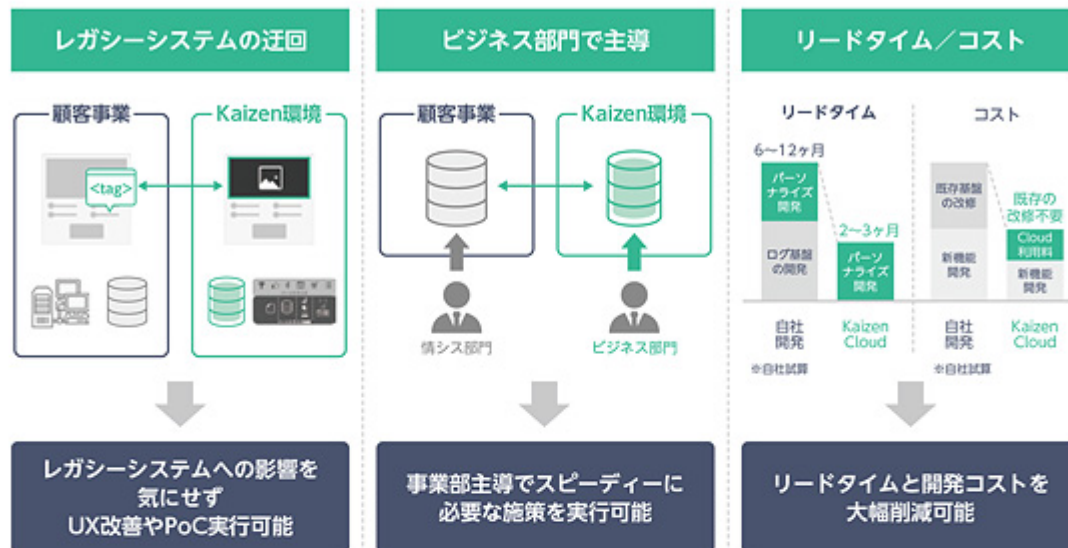 レガシーシステムの迂回
顧客事業
Kaizen環境
<tag>
レガシーシステムへの影響を
気にせず
UX改善やPoC実行可能
ビジネス部門で主導
顧客事業
Kaizen環境
情シス部門
ビジネス部門
事業部主導でスピーディーに
必要な施策を実行可能
リードタイム／コスト
リードタイム
6〜12ヶ月
パーソ
ナライズ
開発
ログ基盤
の開発
2〜3ヶ月
パーソ
ナライズ
開発
自社
開発
Kaizen
Cloud
※自社試算
コスト
既存基盤
の改修
新機能
開発
既存の
改修不要
Cloud
利用料
新機能
開発
自社
開発
Kaizen
Cloud
※自社試算
リードタイムと開発コストを
大幅削減可能